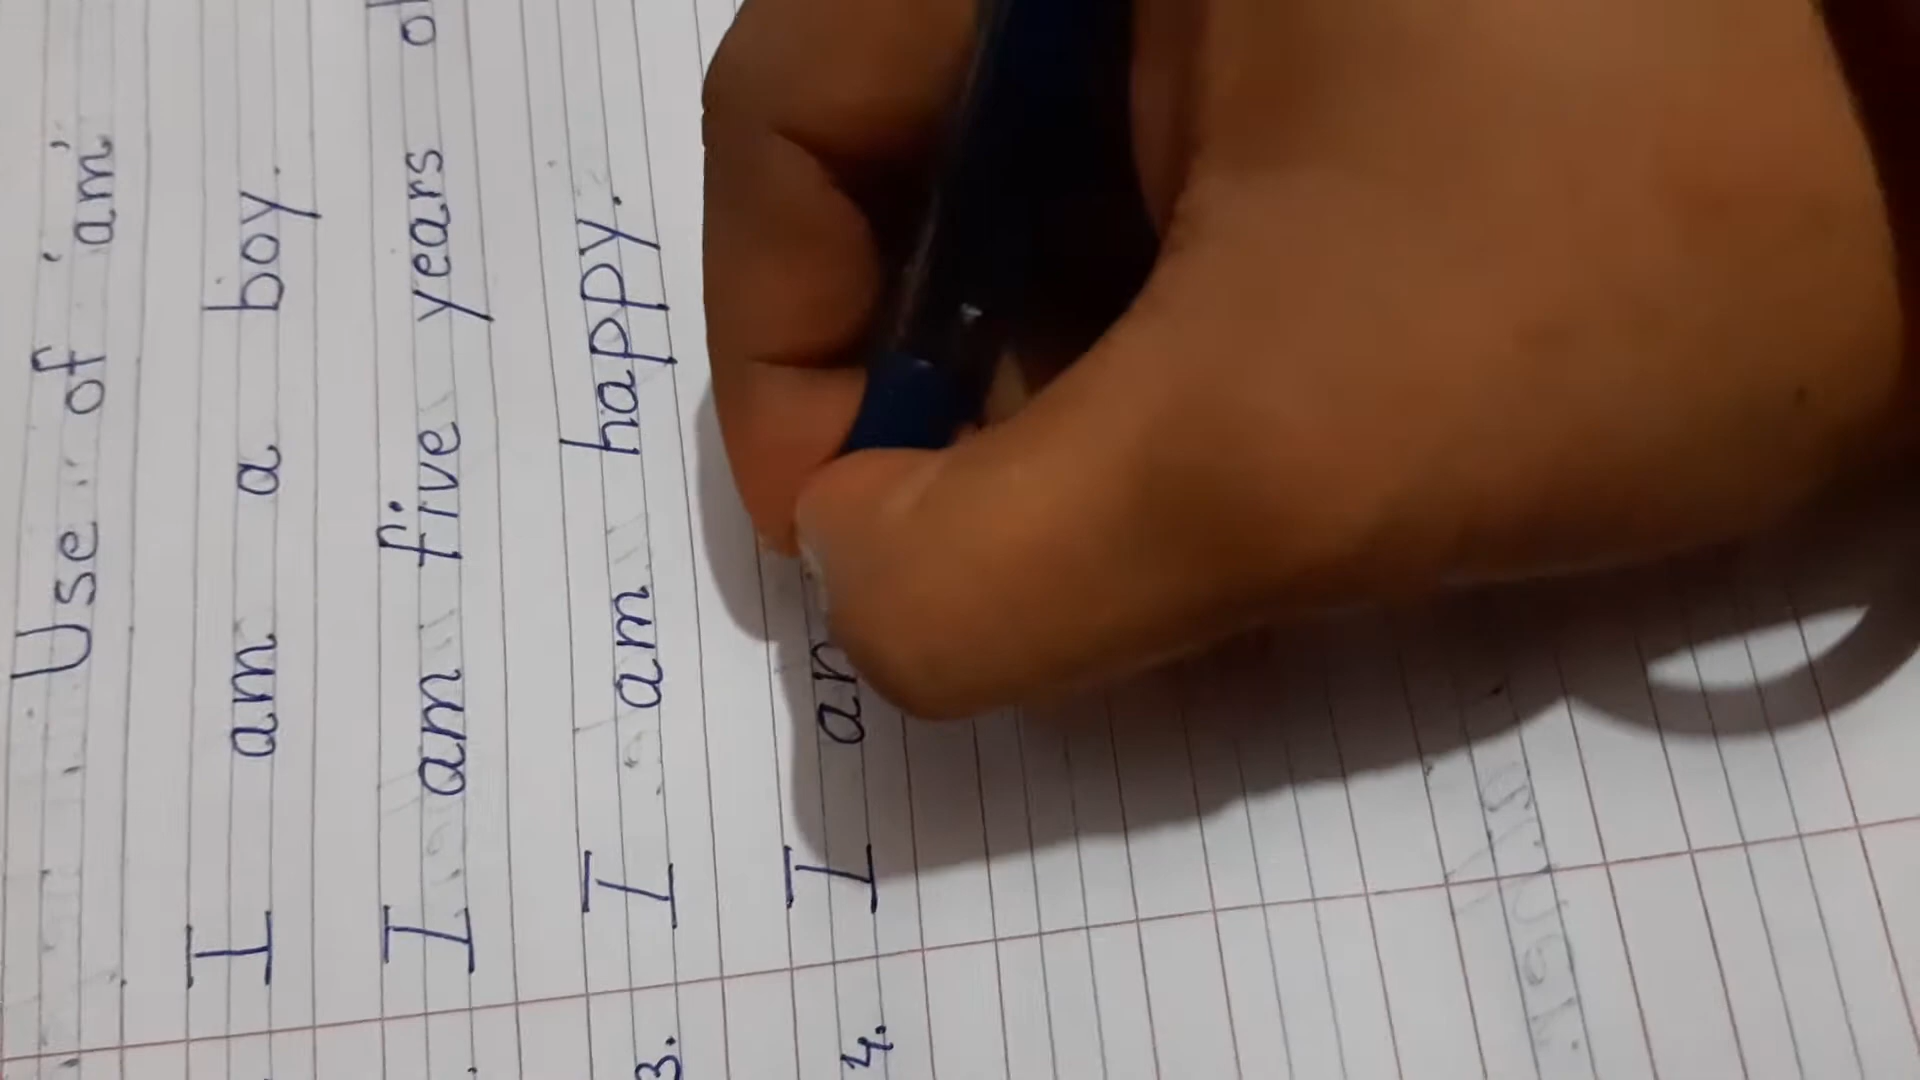 Use of 'am'
I am a boy.
I am five years
3. I am happy.
4. I